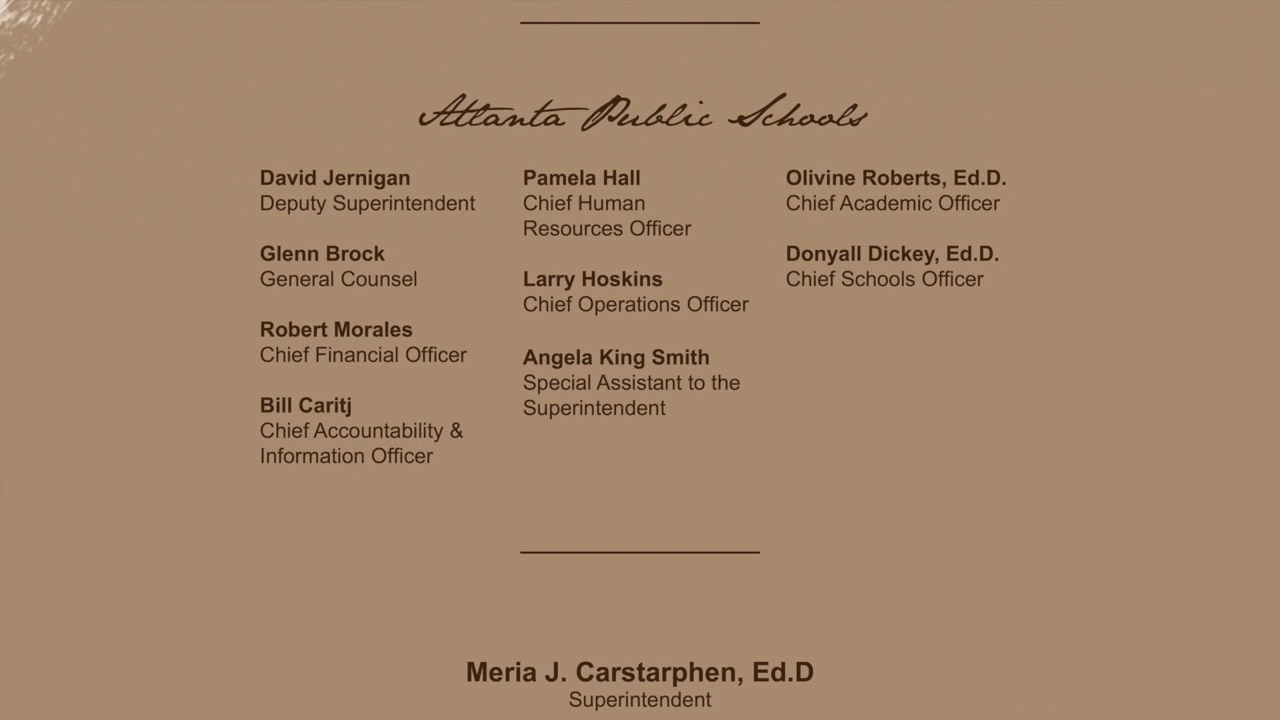 Atlanta Public Schools
David Jernigan
Deputy Superintendent
Glenn Brock
General Counsel
Robert Morales
Chief Financial Officer
Bill Caritj
Chief Accountability &
Information Officer
Pamela Hall
Chief Human
Resources Officer
Larry Hoskins
Chief Operations Officer
Angela King Smith
Special Assistant to the
Superintendent
Olivine Roberts, Ed.D.
Chief Academic Officer
Donyall Dickey, Ed.D.
Chief Schools Officer
Meria J. Carstarphen, Ed.D
Superintendent